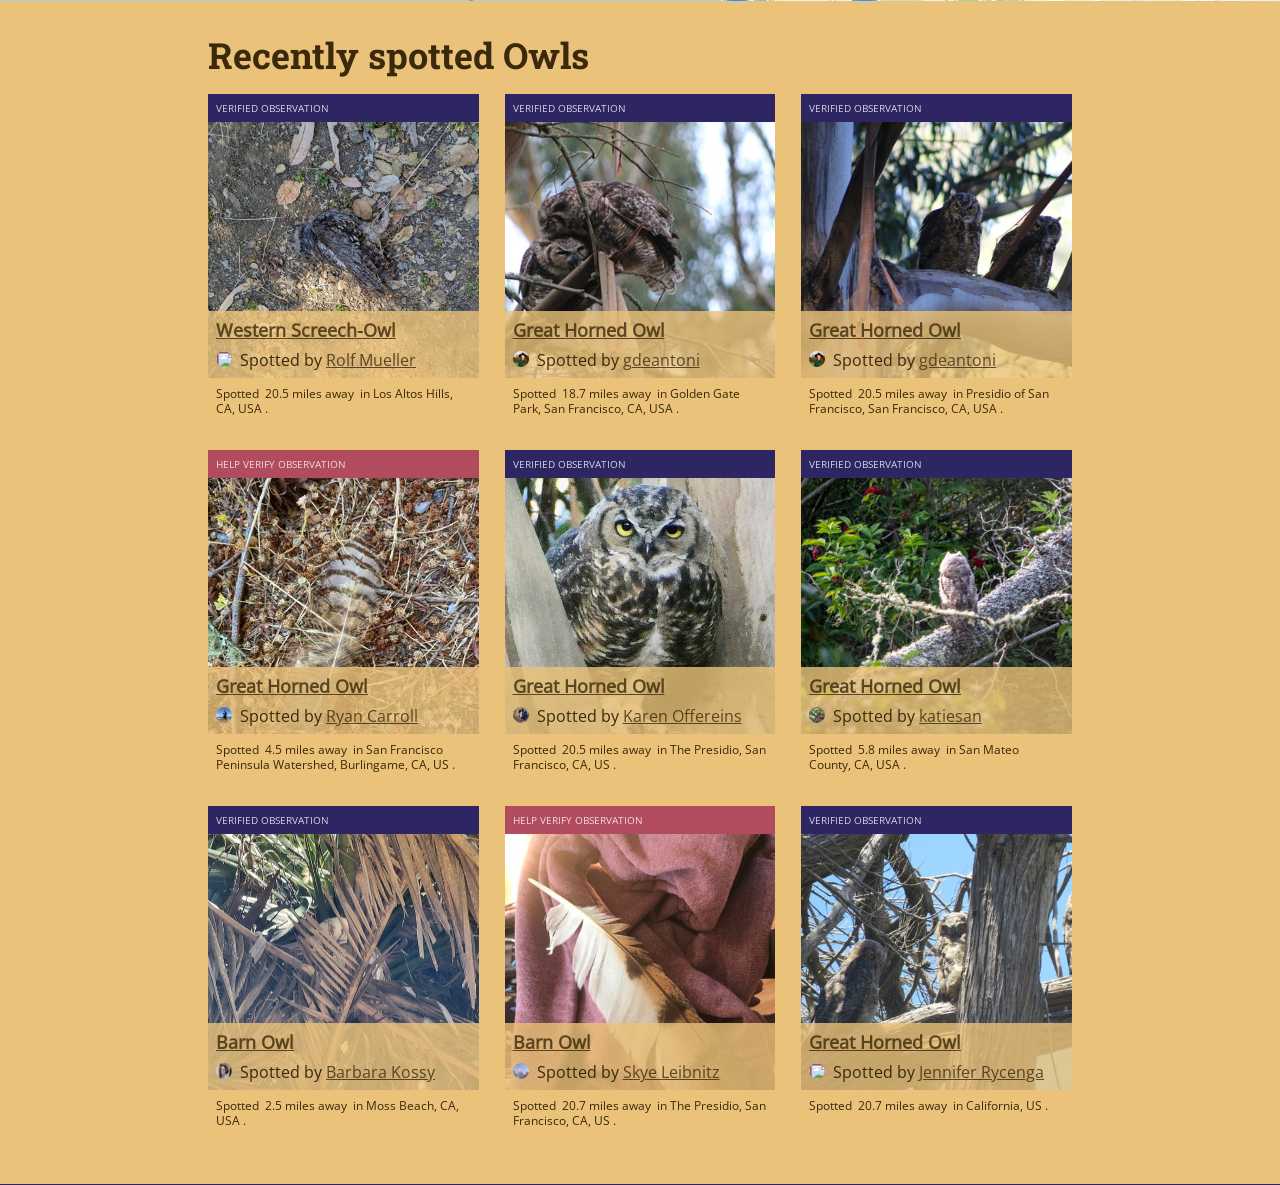 Recently spotted Owls
VERIFIED OBSERVATION
Western Screech-Owl
Spotted by Rolf Mueller
Spotted 20.5 miles away in Los Altos Hills,
CA, USA .
VERIFIED OBSERVATION
Great Horned Owl
Spotted by gdeantoni
Spotted 18.7 miles away in Golden Gate
Park, San Francisco, CA, USA .
VERIFIED OBSERVATION
Great Horned Owl
Spotted by gdeantoni
Spotted 20.5 miles away in Presidio of San
Francisco, San Francisco, CA, USA .
HELP VERIFY OBSERVATION
Great Horned Owl
Spotted by Ryan Carroll
Spotted 4.5 miles away in San Francisco
Peninsula Watershed, Burlingame, CA, US .
VERIFIED OBSERVATION
Great Horned Owl
Spotted by Karen Offereins
Spotted 20.5 miles away in The Presidio, San
Francisco, CA, US .
VERIFIED OBSERVATION
Great Horned Owl
Spotted by katiesan
Spotted 5.8 miles away in San Mateo
County, CA, USA .
VERIFIED OBSERVATION
Barn Owl
Spotted by Barbara Kossy
Spotted 2.5 miles away in Moss Beach, CA,
USA .
HELP VERIFY OBSERVATION
Barn Owl
Spotted by Skye Leibnitz
Spotted 20.7 miles away in The Presidio, San
Francisco, CA, US .
VERIFIED OBSERVATION
Great Horned Owl
Spotted by Jennifer Rycenga
Spotted 20.7 miles away in California, US .